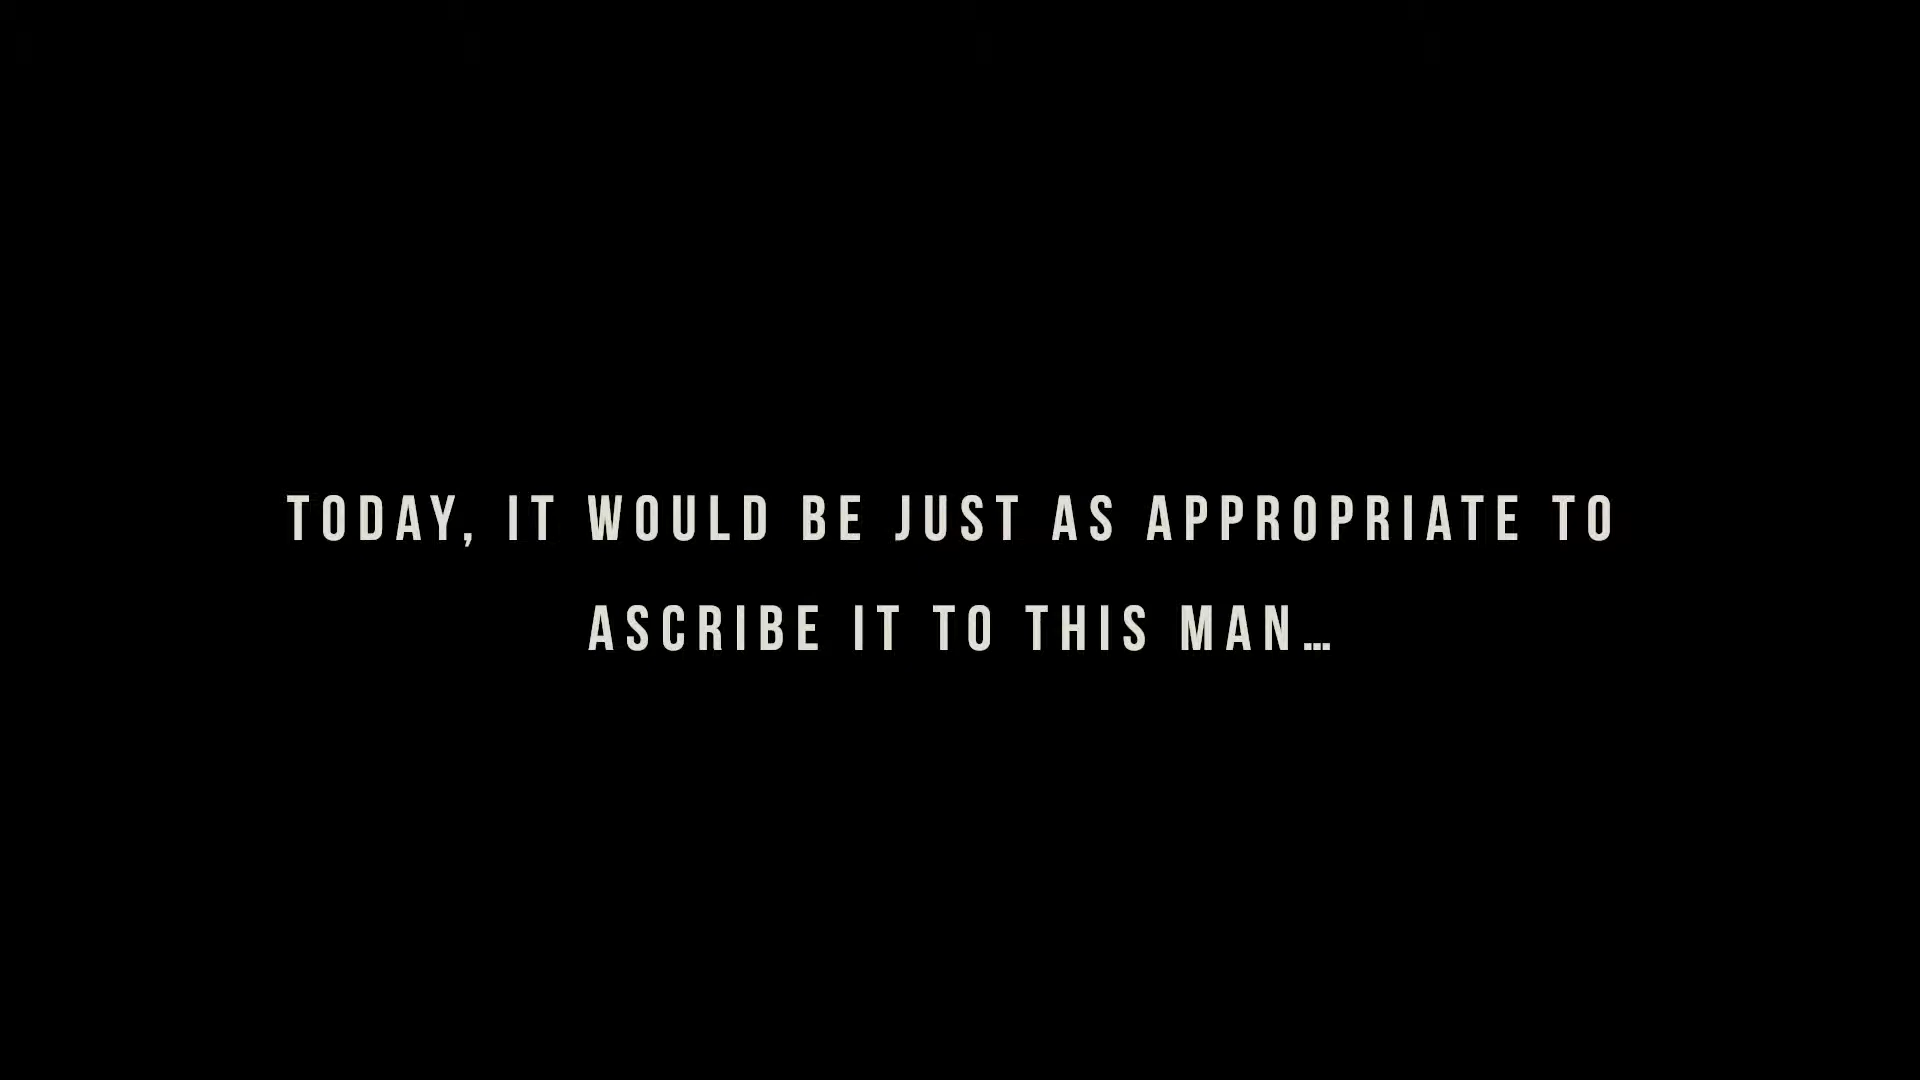 TODAY, IT WOULD BE JUST AS APPROPRIATE TO
ASCRIBE IT TO THIS MAN…